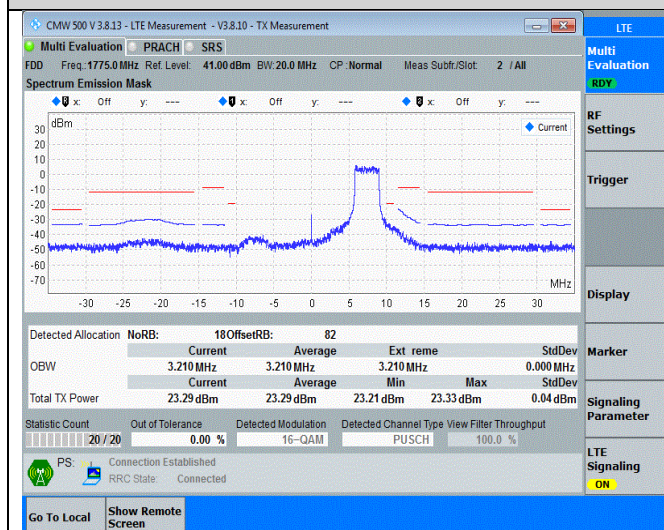 CMW 500 V 3.8.13 - LTE Measurement - V3.8.10 - TX Measurement
LTE
Multi Evaluation PRACH SRS
Multi Evaluation
RDY
FDD Freq.:1775.0 MHz Ref. Level: 41.00 dBm BW:20.0 MHz CP :Normal Meas Subfr./Slot: 2 / All
Spectrum Emission Mask
x: Off y: --- x: Off y: --- x: Off y: ---
RF Settings
dBm
Current
30
20
10
0
-10
-20
-30
-40
-50
-60
-70
MHz
-30 -25 -20 -15 -10 -5 0 5 10 15 20 25 30
Trigger
Display
Detected Allocation NoRB: 18OffsetRB: 82
Current Average Ext reme StdDev
OBW 3.210 MHz 3.210 MHz 3.210 MHz 0.000 MHz
Current Average Min Max StdDev
Total TX Power 23.29 dBm 23.29 dBm 23.21 dBm 23.33 dBm 0.04 dBm
Marker
Statistic Count Out of Tolerance Detected Modulation Detected Channel Type View Filter Throughput
20 / 20 0.00 % 16-QAM PUSCH 100.0 %
Signaling Parameter
PS: Connection Established
RRC State: Connected
LTE Signaling
ON
Go To Local
Show Remote Screen